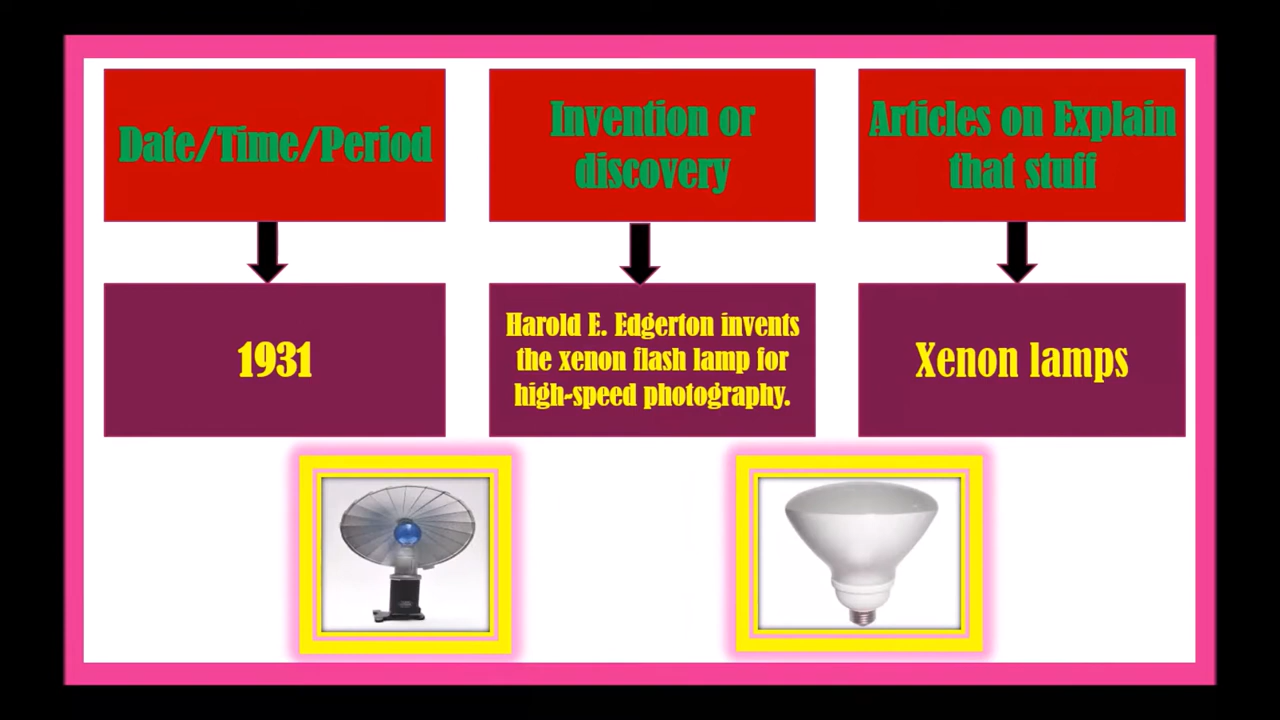 Date/Time/Period
Invention or
discovery
Articles on Explain
that stuff
1931
Harold E. Edgerton invents
the xenon flash lamp for
high-speed photography.
Xenon lamps